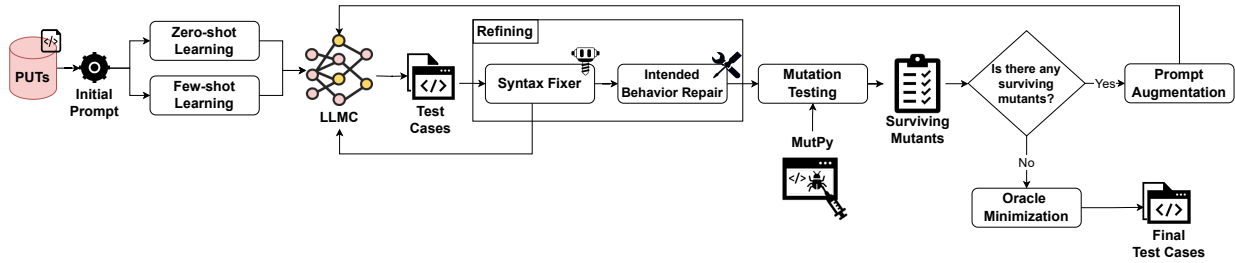 PUTs
Initial
Prompt
Zero-shot
Learning
Few-shot
Learning
LLMC
</>
Test
Cases
Refining
Syntax Fixer
Intended
Behavior Repair
Mutation
Testing
MutPy
</>
Surviving
Mutants
Is there any
surviving
mutants?
Yes
Prompt
Augmentation
No
Oracle
Minimization
</>
Final
Test Cases